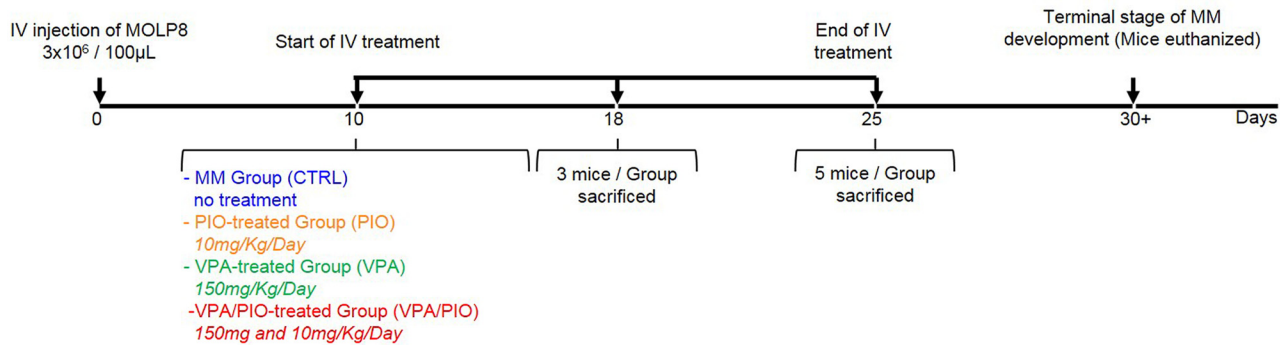 IV injection of MOLP8
3x10⁶ / 100µL
Start of IV treatment
End of IV
treatment
Terminal stage of MM
development (Mice euthanized)
0
10
18
25
30+
Days
- MM Group (CTRL)
no treatment
- PIO-treated Group (PIO)
10mg/Kg/Day
- VPA-treated Group (VPA)
150mg/Kg/Day
-VPA/PIO-treated Group (VPA/PIO)
150mg and 10mg/Kg/Day
3 mice / Group
sacrificed
5 mice / Group
sacrificed